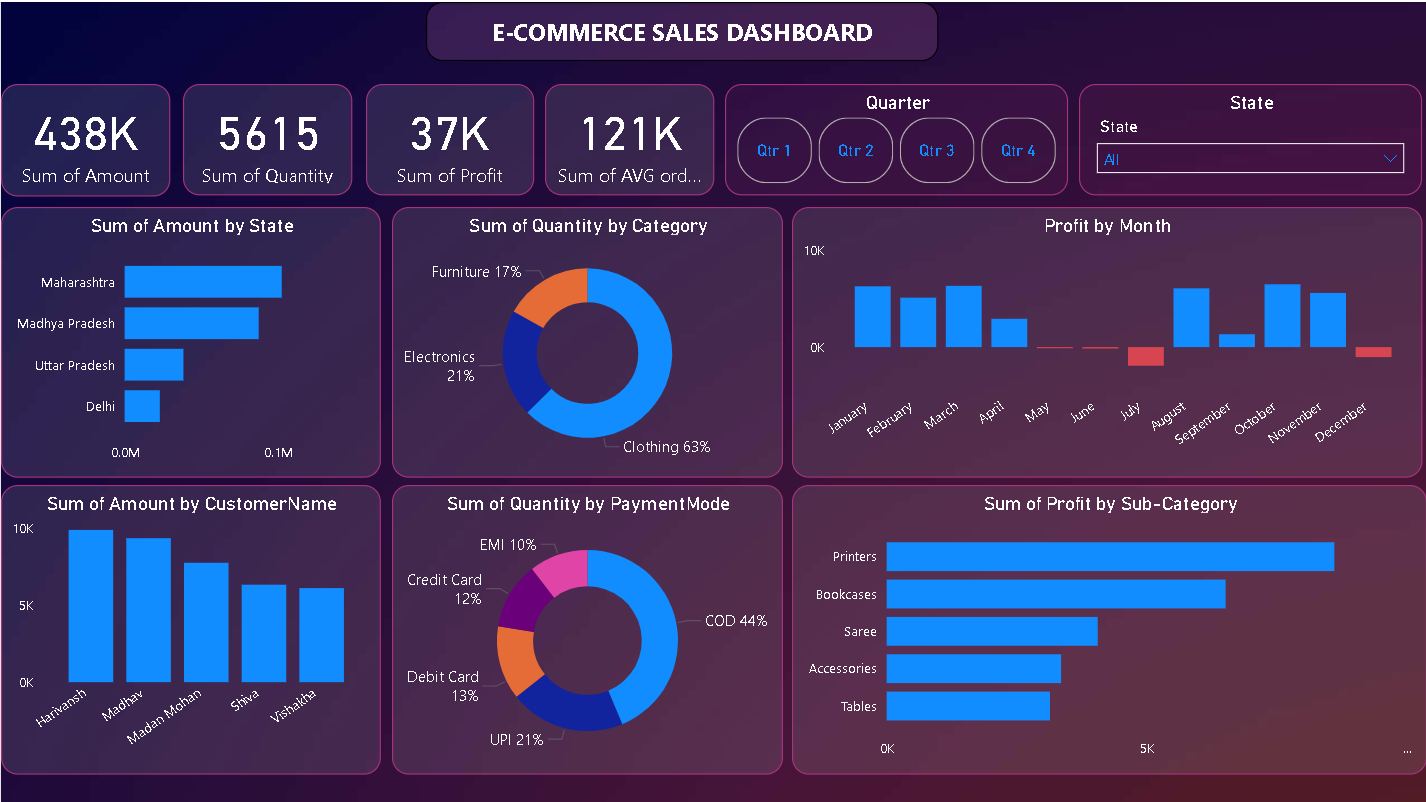 E-COMMERCE SALES DASHBOARD
438K
Sum of Amount
5615
Sum of Quantity
37K
Sum of Profit
121K
Sum of AVG ord...
Quarter
Qtr 1
Qtr 2
Qtr 3
Qtr 4
State
State
All
Sum of Amount by State
Maharashtra
Madhya Pradesh
Uttar Pradesh
Delhi
0.0M
0.1M
Sum of Quantity by Category
Furniture 17%
Electronics
21%
Clothing 63%
Profit by Month
10K
0K
January
February
March
April
May
June
July
August
September
October
November
December
Sum of Amount by CustomerName
10K
5K
0K
Harivansh
Madhav
Madan Mohan
Shiva
Vishakha
Sum of Quantity by PaymentMode
EMI 10%
Credit Card
12%
COD 44%
Debit Card
13%
UPI 21%
Sum of Profit by Sub-Category
Printers
Bookcases
Saree
Accessories
Tables
0K
5K
...